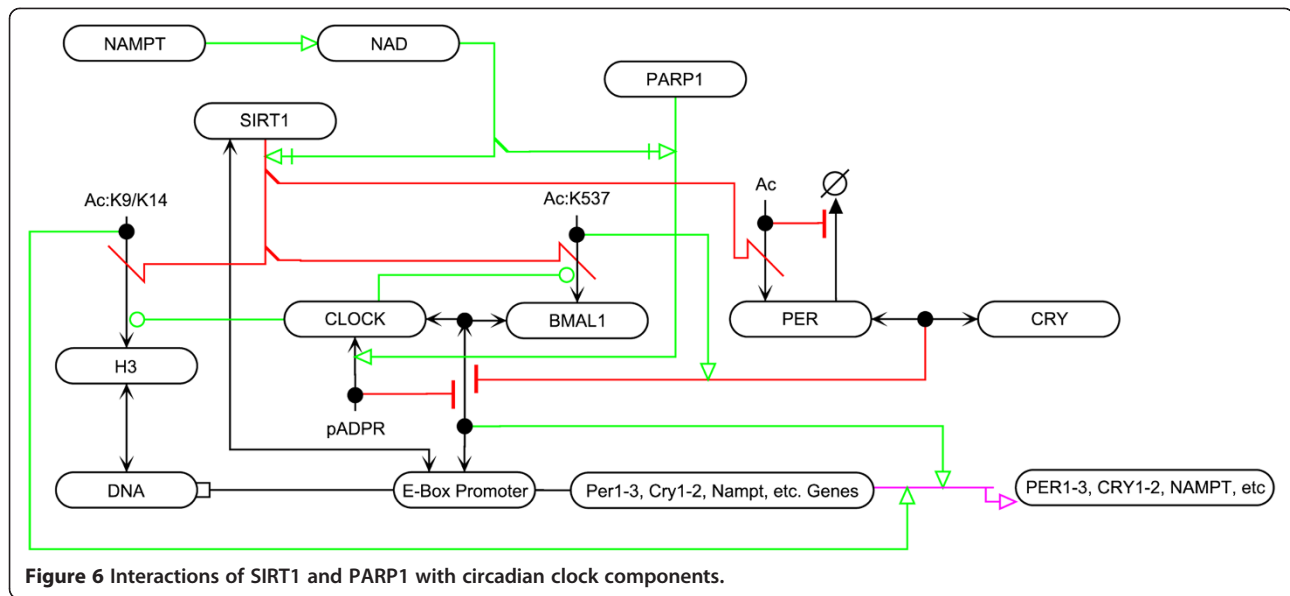 NAMPT
NAD
PARP1
SIRT1
Ac:K9/K14
Ac:K537
Ac
CLOCK
BMAL1
PER
CRY
H3
pADPR
DNA
E-Box Promoter
Per1-3, Cry1-2, Nampt, etc. Genes
PER1-3, CRY1-2, NAMPT, etc
Figure 6 Interactions of SIRT1 and PARP1 with circadian clock components.